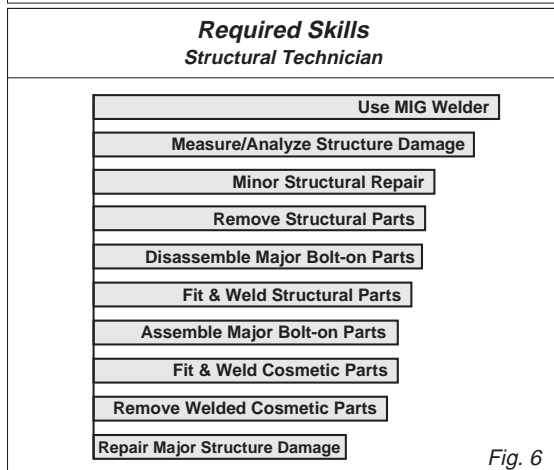 Required Skills
Structural Technician
Use MIG Welder
Measure/Analyze Structure Damage
Minor Structural Repair
Remove Structural Parts
Disassemble Major Bolt-on Parts
Fit & Weld Structural Parts
Assemble Major Bolt-on Parts
Fit & Weld Cosmetic Parts
Remove Welded Cosmetic Parts
Repair Major Structure Damage
Fig. 6